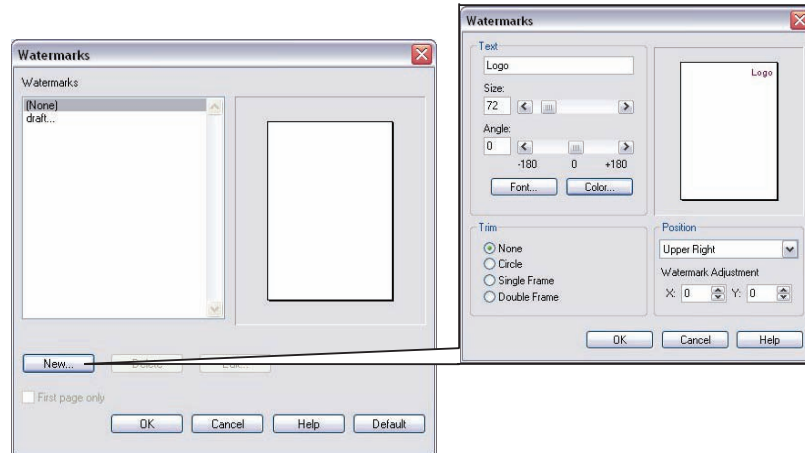 Watermarks
Watermarks
(None)
draft...
New...
Delete
Edit...
First page only
OK Cancel Help Default
Watermarks
Text
Logo
Size:
72
Angle:
0
-180 0 +180
Font... Color...
Logo
Trim
None
Circle
Single Frame
Double Frame
Position
Upper Right
Watermark Adjustment
X: 0 Y: 0
OK Cancel Help